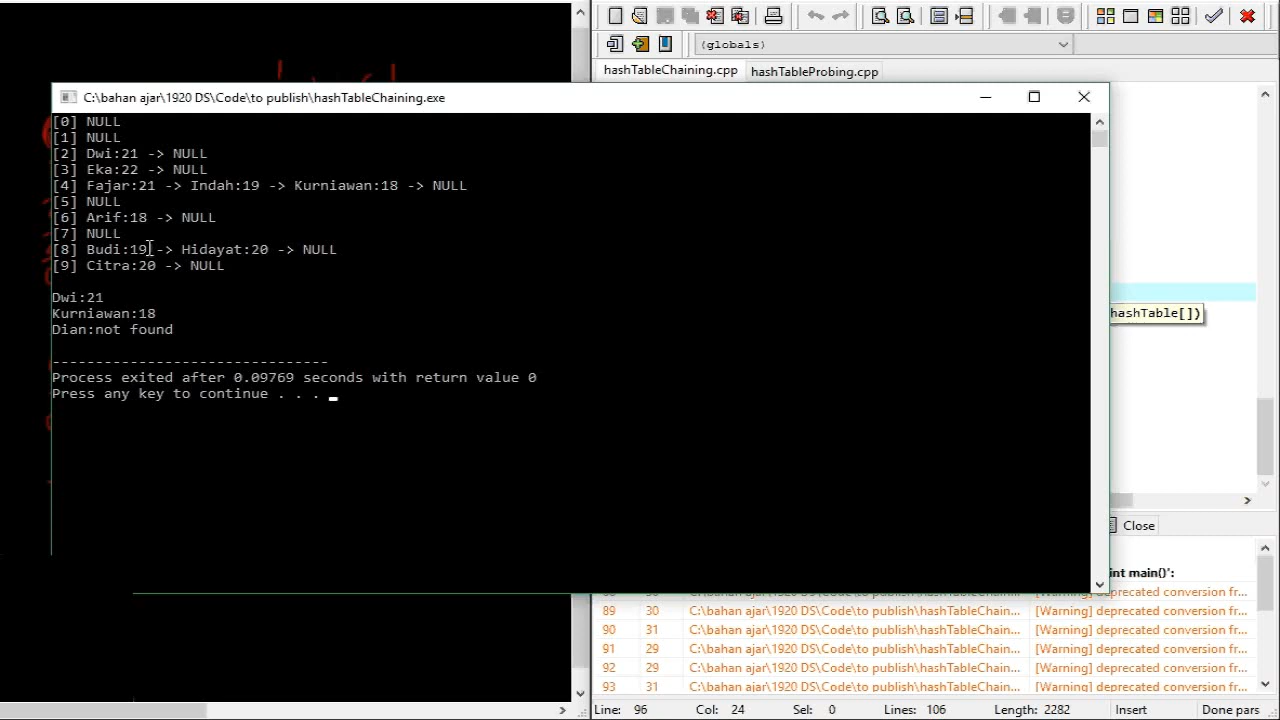 (globals)
hashTableChaining.cpp
hashTableProbing.cpp
C:\bahan ajar\1920 DS\Code\to publish\hashTableChaining.exe
[0] NULL
[1] NULL
[2] Dwi:21 -> NULL
[3] Eka:22 -> NULL
[4] Fajar:21 -> Indah:19 -> Kurniawan:18 -> NULL
[5] NULL
[6] Arif:18 -> NULL
[7] NULL
[8] Budi:19 -> Hidayat:20 -> NULL
[9] Citra:20 -> NULL
Dwi:21
Kurniawan:18
Dian:not found
--------------------------------
Process exited after 0.09769 seconds with return value 0
Press any key to continue . . .
hashTable[])
Close
int main()':
89 30 C:\bahan ajar\1920 DS\Code\to publish\hashTableChain... [Warning] deprecated conversion fr...
90 31 C:\bahan ajar\1920 DS\Code\to publish\hashTableChain... [Warning] deprecated conversion fr...
91 29 C:\bahan ajar\1920 DS\Code\to publish\hashTableChain... [Warning] deprecated conversion fr...
92 29 C:\bahan ajar\1920 DS\Code\to publish\hashTableChain... [Warning] deprecated conversion fr...
93 31 C:\bahan ajar\1920 DS\Code\to publish\hashTableChain... [Warning] deprecated conversion fr...
Line: 96 Col: 24 Sel: 0 Lines: 106 Length: 2282 Insert Done pars